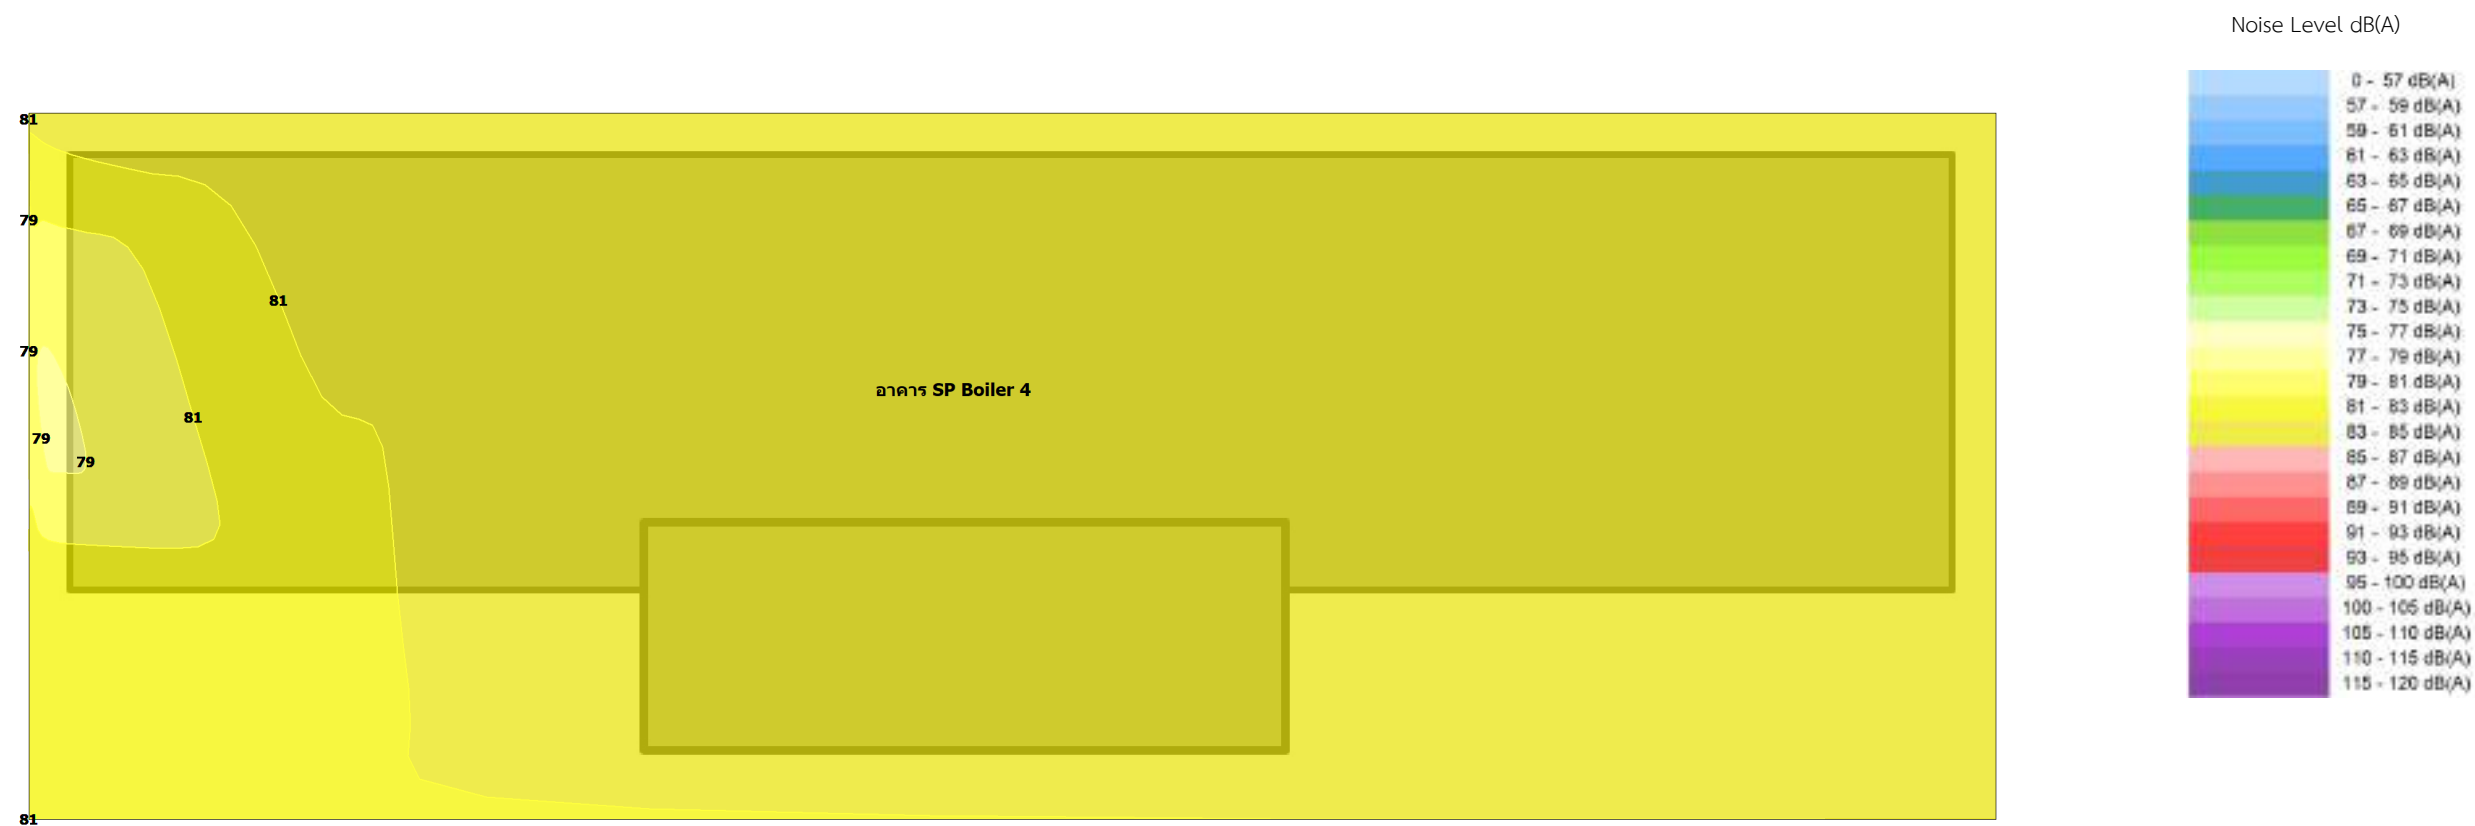 Noise Level dB(A)
0 - 57 dB(A)
57 - 59 dB(A)
59 - 61 dB(A)
61 - 63 dB(A)
63 - 65 dB(A)
65 - 67 dB(A)
67 - 69 dB(A)
69 - 71 dB(A)
71 - 73 dB(A)
73 - 75 dB(A)
75 - 77 dB(A)
77 - 79 dB(A)
79 - 81 dB(A)
81 - 83 dB(A)
83 - 85 dB(A)
85 - 87 dB(A)
87 - 89 dB(A)
89 - 91 dB(A)
91 - 93 dB(A)
93 - 95 dB(A)
95 - 100 dB(A)
100 - 105 dB(A)
105 - 110 dB(A)
110 - 115 dB(A)
115 - 120 dB(A)
81
79
81
79
อาคาร SP Boiler 4
81
79
79
81